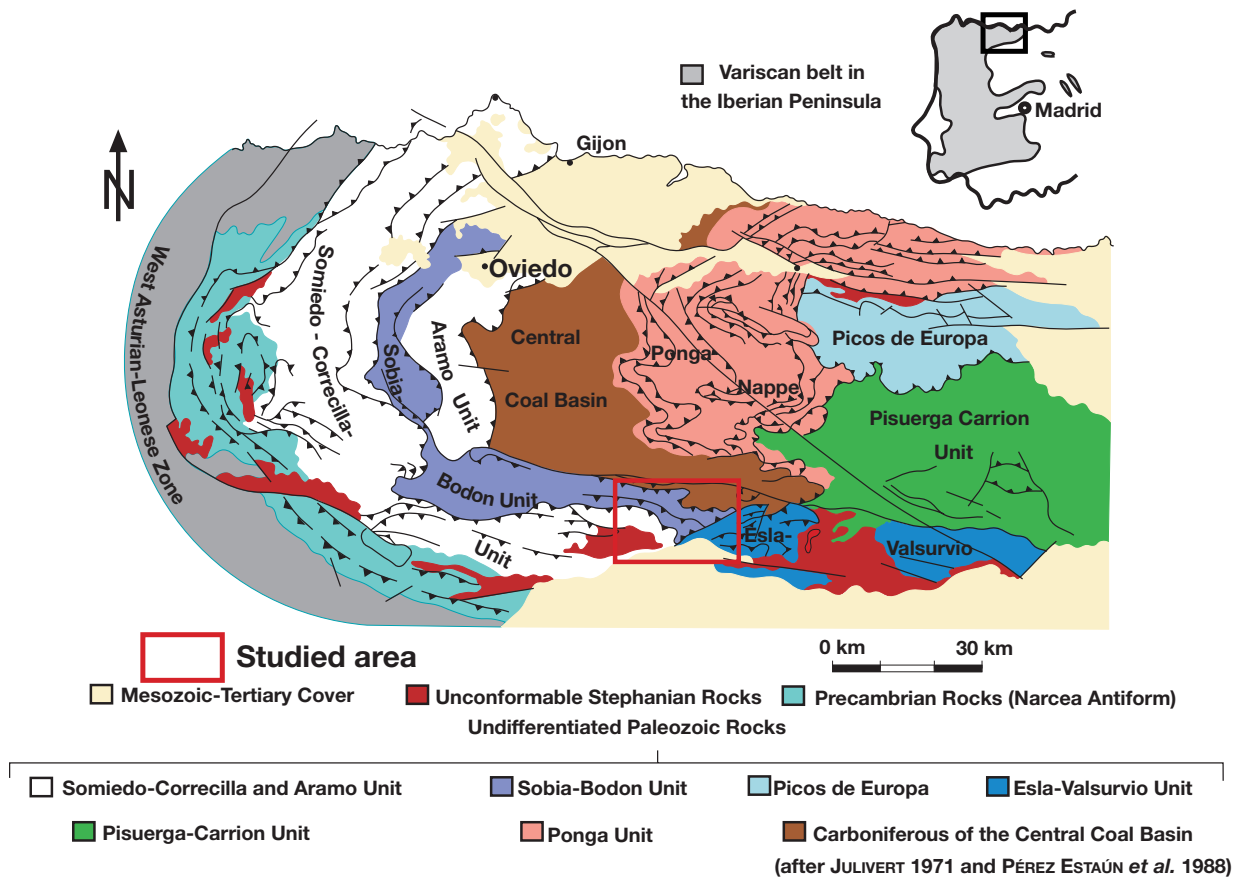 Variscan belt in
the Iberian Peninsula
Madrid
N
Gijon
Oviedo
West Asturian-Leonese Zone
Somiedo - Correcilla-
Unit
Sobia-
Bodon Unit
Aramo Unit
Central
Coal Basin
Ponga
Nappe
Picos de Europa
Pisuerga Carrion
Unit
Esla-
Valsurvio
Studied area
0 km 30 km
Mesozoic-Tertiary Cover
Unconformable Stephanian Rocks
Precambrian Rocks (Narcea Antiform)
Undifferentiated Paleozoic Rocks
Somiedo-Correcilla and Aramo Unit
Sobia-Bodon Unit
Picos de Europa
Esla-Valsurvio Unit
Pisuerga-Carrion Unit
Ponga Unit
Carboniferous of the Central Coal Basin
(after JULIVERT 1971 and PÉREZ ESTAÚN et al. 1988)